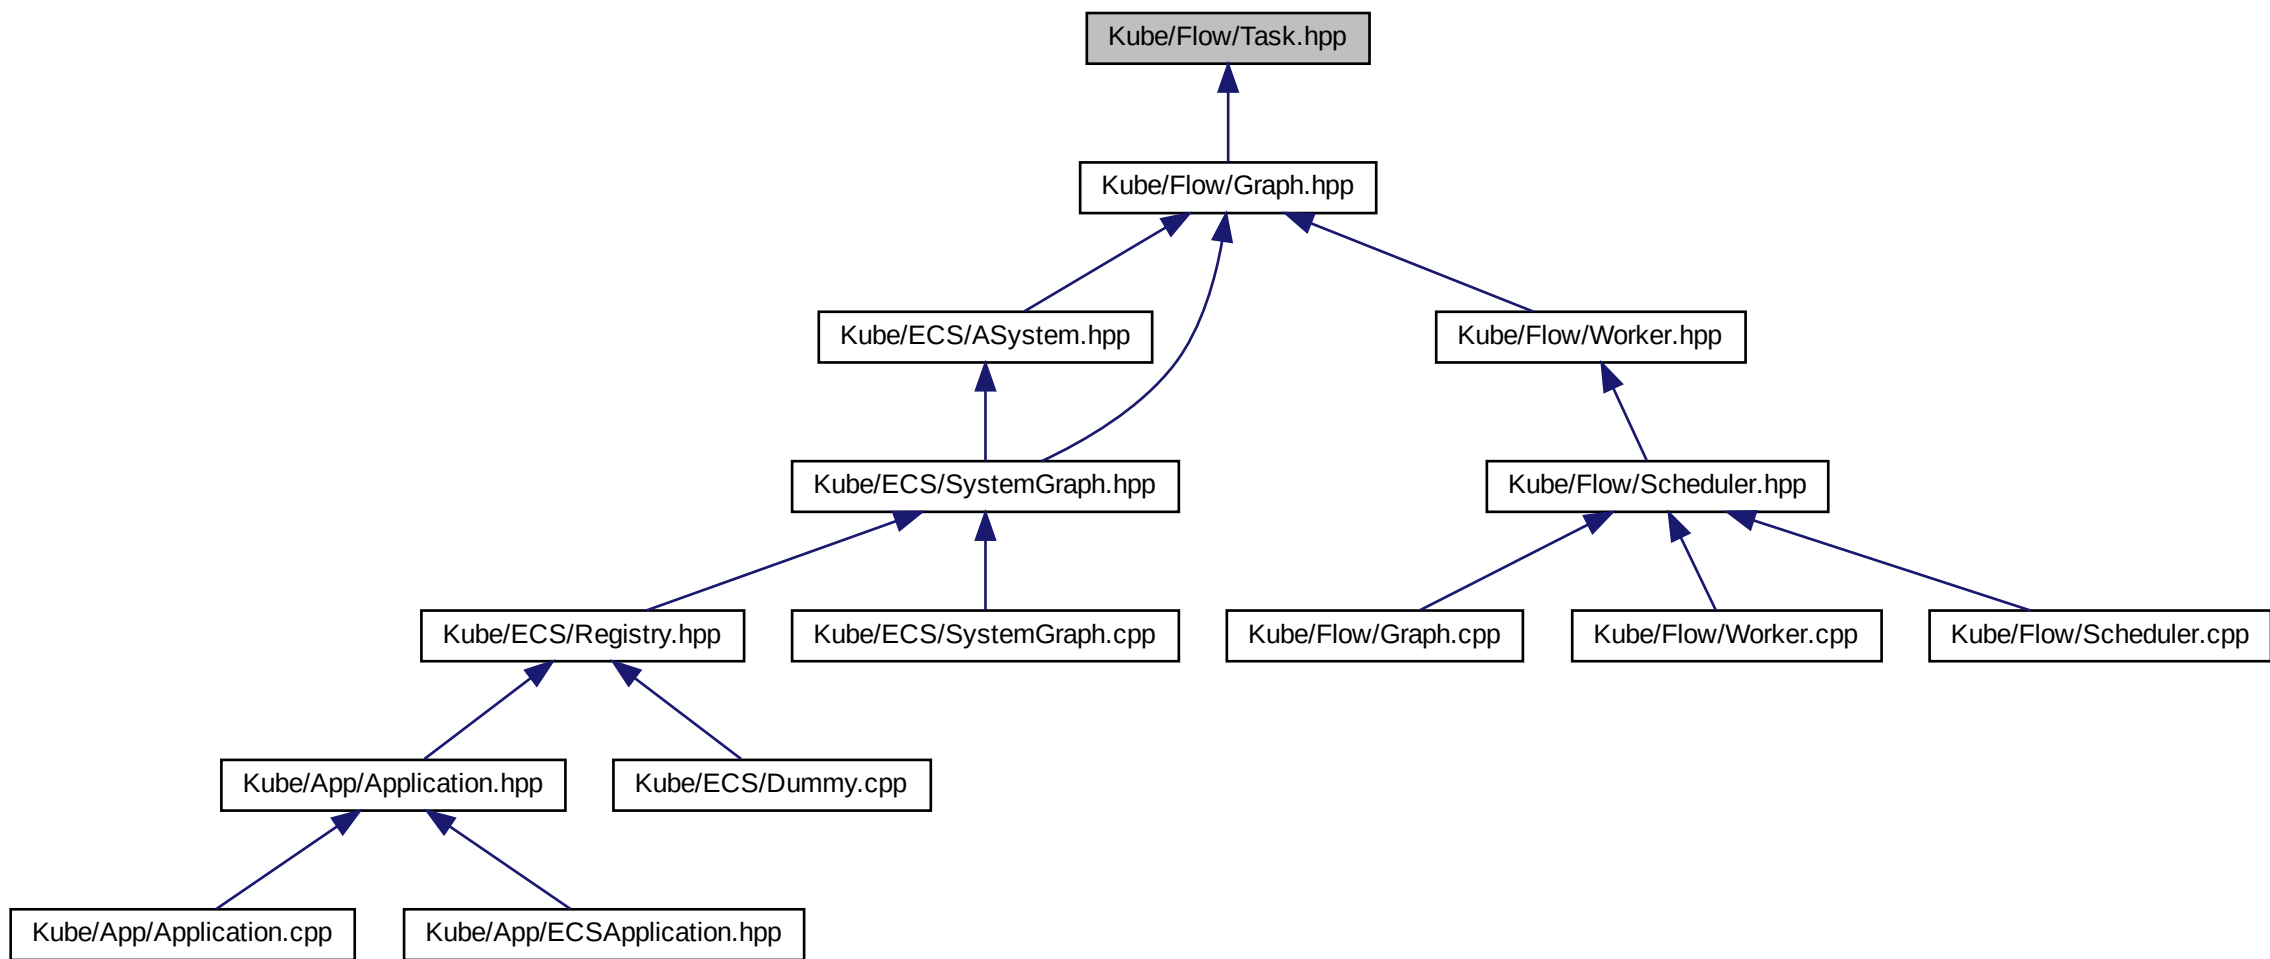 Kube/Flow/Task.hpp
Kube/Flow/Graph.hpp
Kube/ECS/ASystem.hpp
Kube/Flow/Worker.hpp
Kube/ECS/SystemGraph.hpp
Kube/Flow/Scheduler.hpp
Kube/ECS/Registry.hpp
Kube/ECS/SystemGraph.cpp
Kube/Flow/Graph.cpp
Kube/Flow/Worker.cpp
Kube/Flow/Scheduler.cpp
Kube/App/Application.hpp
Kube/ECS/Dummy.cpp
Kube/App/Application.cpp
Kube/App/ECSApplication.hpp